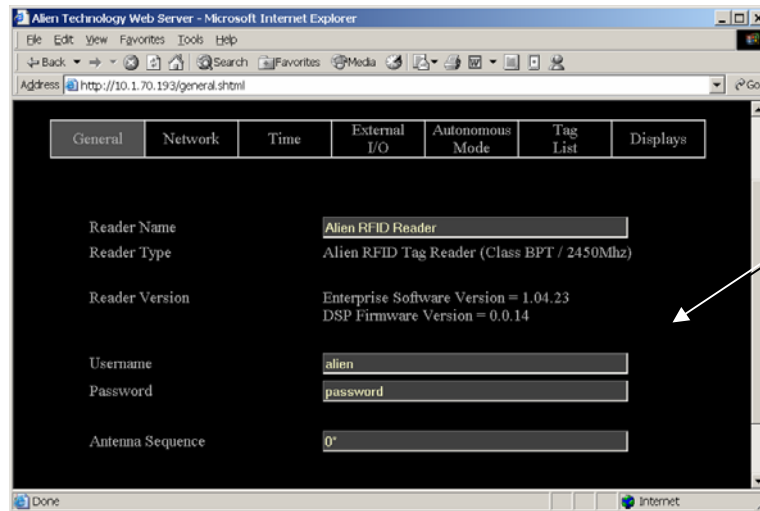 Alien Technology Web Server - Microsoft Internet Explorer
File Edit View Favorites Tools Help
Back Search Favorites Media
Address http://10.1.70.193/general.shtml Go
General Network Time External I/O Autonomous Mode Tag List Displays
Reader Name Alien RFID Reader
Reader Type Alien RFID Tag Reader (Class BPT / 2450Mhz)
Reader Version Enterprise Software Version = 1.04.23
DSP Firmware Version = 0.0.14
Username alien
Password password
Antenna Sequence 0*
Done Internet